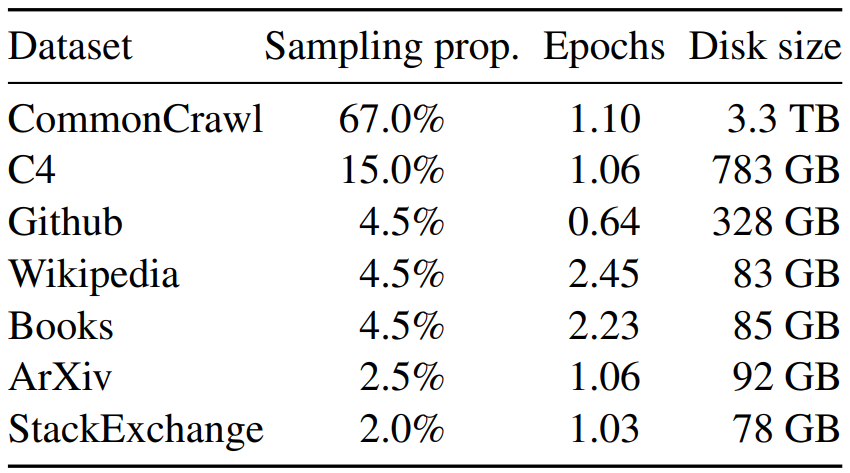 Dataset Sampling prop. Epochs Disk size
CommonCrawl 67.0% 1.10 3.3 TB
C4 15.0% 1.06 783 GB
Github 4.5% 0.64 328 GB
Wikipedia 4.5% 2.45 83 GB
Books 4.5% 2.23 85 GB
ArXiv 2.5% 1.06 92 GB
StackExchange 2.0% 1.03 78 GB